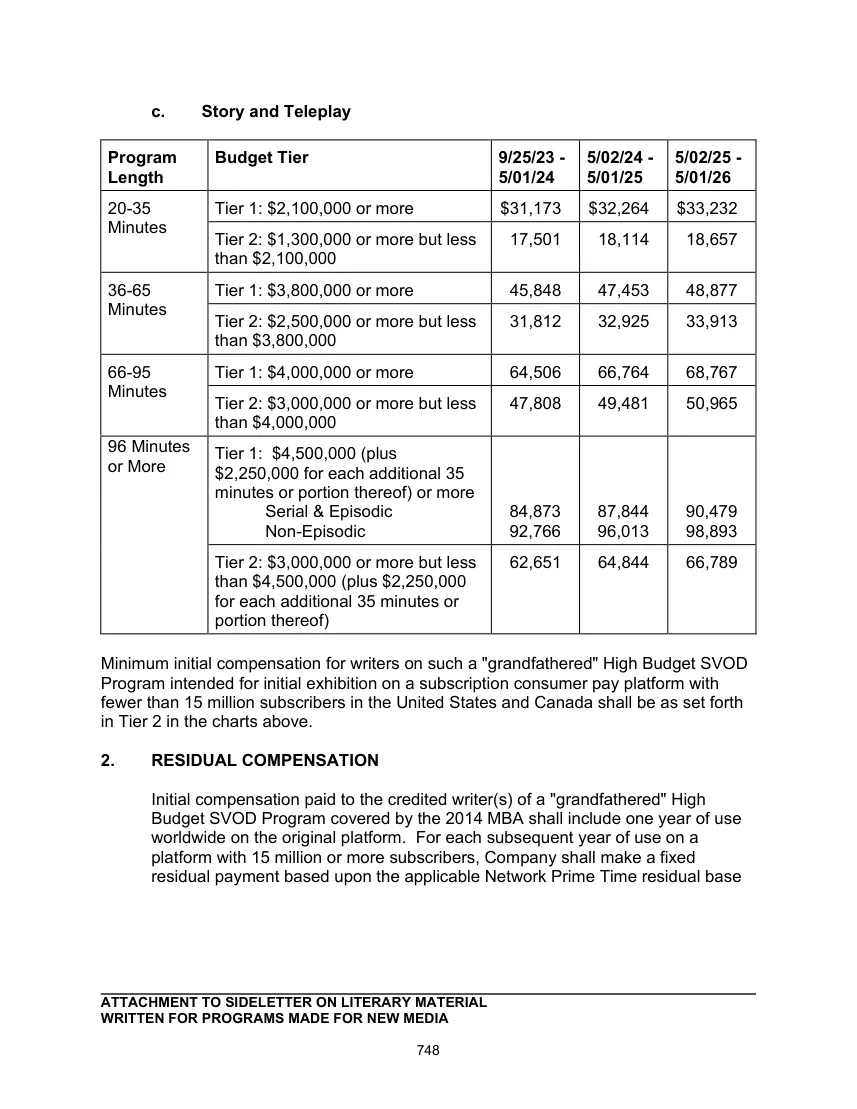 c. Story and Teleplay
Program Length Budget Tier 9/25/23 - 5/01/24 5/02/24 - 5/01/25 5/02/25 - 5/01/26
20-35 Minutes Tier 1: $2,100,000 or more $31,173 $32,264 $33,232
Tier 2: $1,300,000 or more but less 17,501 18,114 18,657
than $2,100,000
36-65 Minutes Tier 1: $3,800,000 or more 45,848 47,453 48,877
Tier 2: $2,500,000 or more but less 31,812 32,925 33,913
than $3,800,000
66-95 Minutes Tier 1: $4,000,000 or more 64,506 66,764 68,767
Tier 2: $3,000,000 or more but less 47,808 49,481 50,965
than $4,000,000
96 Minutes or More Tier 1: $4,500,000 (plus
$2,250,000 for each additional 35
minutes or portion thereof) or more
Serial & Episodic 84,873 87,844 90,479
Non-Episodic 92,766 96,013 98,893
Tier 2: $3,000,000 or more but less 62,651 64,844 66,789
than $4,500,000 (plus $2,250,000
for each additional 35 minutes or
portion thereof)
Minimum initial compensation for writers on such a "grandfathered" High Budget SVOD
Program intended for initial exhibition on a subscription consumer pay platform with
fewer than 15 million subscribers in the United States and Canada shall be as set forth
in Tier 2 in the charts above.
2. RESIDUAL COMPENSATION
Initial compensation paid to the credited writer(s) of a "grandfathered" High
Budget SVOD Program covered by the 2014 MBA shall include one year of use
worldwide on the original platform. For each subsequent year of use on a
platform with 15 million or more subscribers, Company shall make a fixed
residual payment based upon the applicable Network Prime Time residual base
ATTACHMENT TO SIDELETTER ON LITERARY MATERIAL
WRITTEN FOR PROGRAMS MADE FOR NEW MEDIA
748